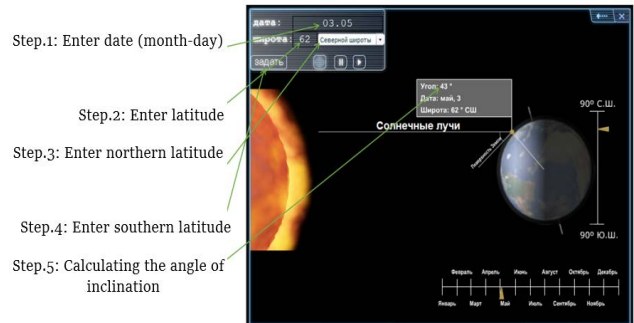 Step.1: Enter date (month-day)
Step.2: Enter latitude
Step.3: Enter northern latitude
Step.4: Enter southern latitude
Step.5: Calculating the angle of
inclination
дата: 03.05
широта: 62 Северной широты
задать
Угол: 43 °
Дата: май, 3
Широта: 62 ° СШ
Солнечные лучи
Поверхность Земли
90º С.Ш.
90º Ю.Ш.
Февраль Апрель Июнь Август Октябрь Декабрь
Январь Март Май Июль Сентябрь Ноябрь